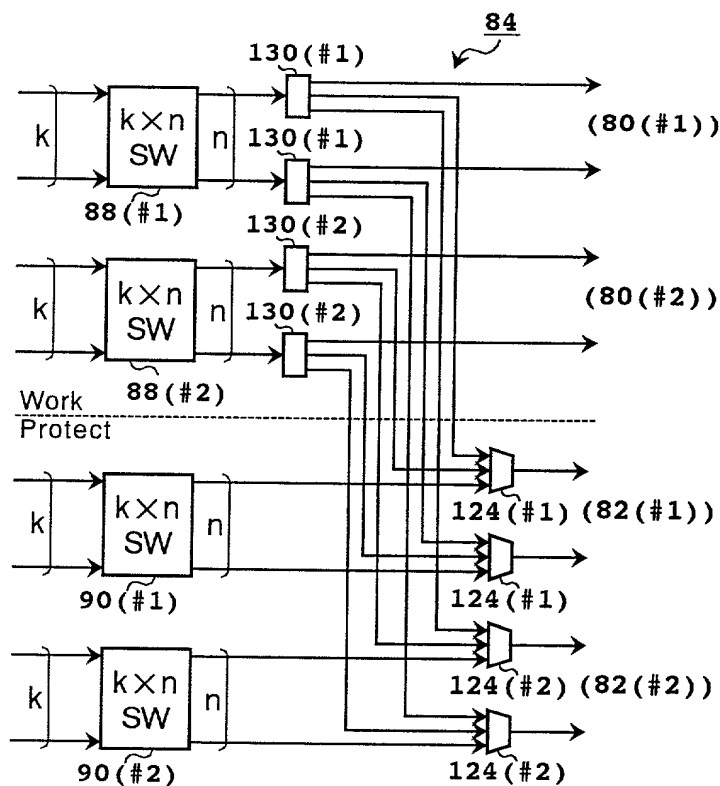 84
130(#1)
k
k×n
SW
n
(80(#1))
130(#1)
88(#1)
130(#2)
k
k×n
SW
n
(80(#2))
130(#2)
88(#2)
Work
Protect
k
k×n
SW
n
124(#1) (82(#1))
90(#1)
124(#1)
k
k×n
SW
n
124(#2) (82(#2))
90(#2)
124(#2)